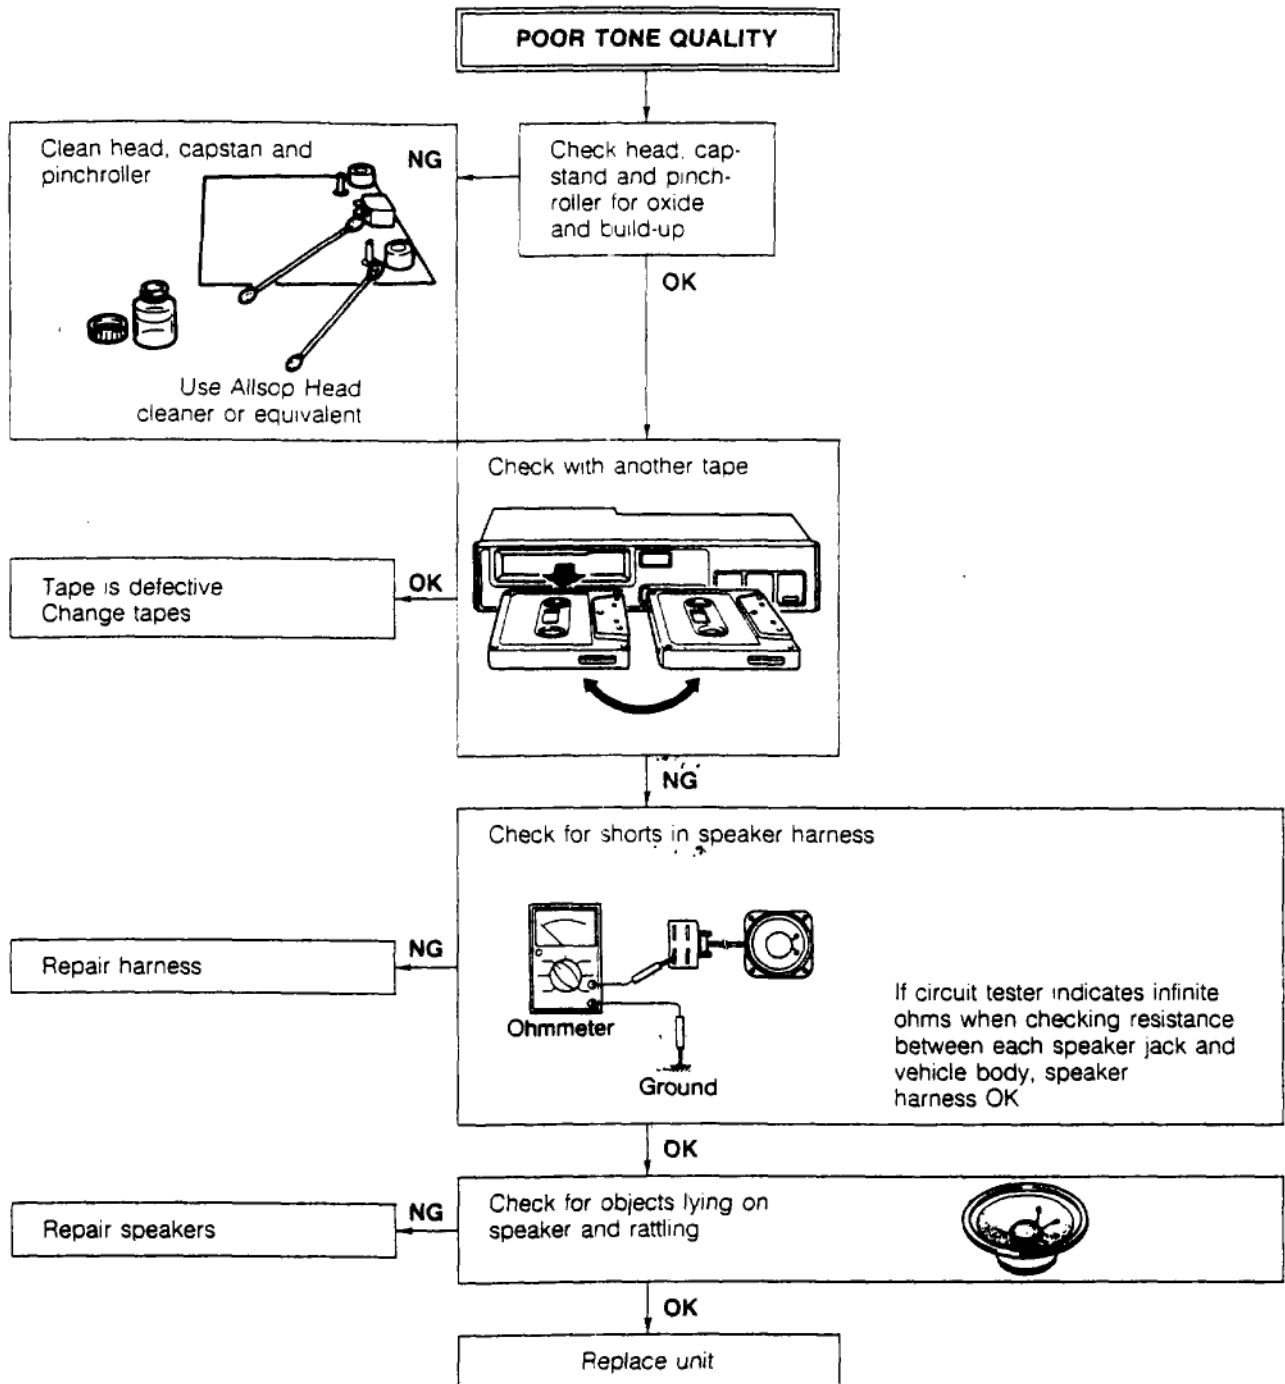 POOR TONE QUALITY
Clean head, capstan and
pinchroller
NG
Check head, cap-
stand and pinch-
roller for oxide
and build-up
OK
Use Allsop Head
cleaner or equivalent
Check with another tape
Tape is defective
Change tapes
OK
NG
Check for shorts in speaker harness
Repair harness
NG
Ohmmeter
Ground
If circuit tester indicates infinite
ohms when checking resistance
between each speaker jack and
vehicle body, speaker
harness OK
OK
Repair speakers
NG
Check for objects lying on
speaker and rattling
OK
Replace unit